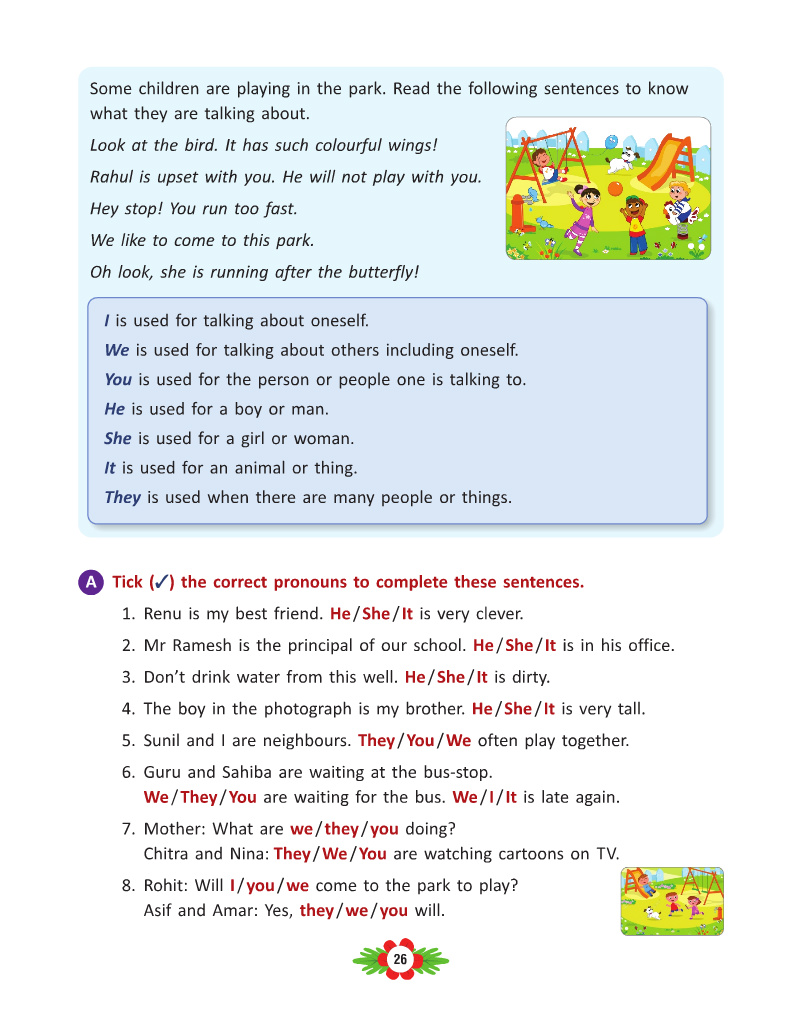 Some children are playing in the park. Read the following sentences to know
what they are talking about.
Look at the bird. It has such colourful wings!
Rahul is upset with you. He will not play with you.
Hey stop! You run too fast.
We like to come to this park.
Oh look, she is running after the butterfly!
I is used for talking about oneself.
We is used for talking about others including oneself.
You is used for the person or people one is talking to.
He is used for a boy or man.
She is used for a girl or woman.
It is used for an animal or thing.
They is used when there are many people or things.
A Tick (✓) the correct pronouns to complete these sentences.
1. Renu is my best friend. He/She/It is very clever.
2. Mr Ramesh is the principal of our school. He/She/It is in his office.
3. Don't drink water from this well. He/She/It is dirty.
4. The boy in the photograph is my brother. He/She/It is very tall.
5. Sunil and I are neighbours. They/You/We often play together.
6. Guru and Sahiba are waiting at the bus-stop.
We/They/You are waiting for the bus. We/I/It is late again.
7. Mother: What are we/they/you doing?
Chitra and Nina: They/We/You are watching cartoons on TV.
8. Rohit: Will I/you/we come to the park to play?
Asif and Amar: Yes, they/we/you will.
26